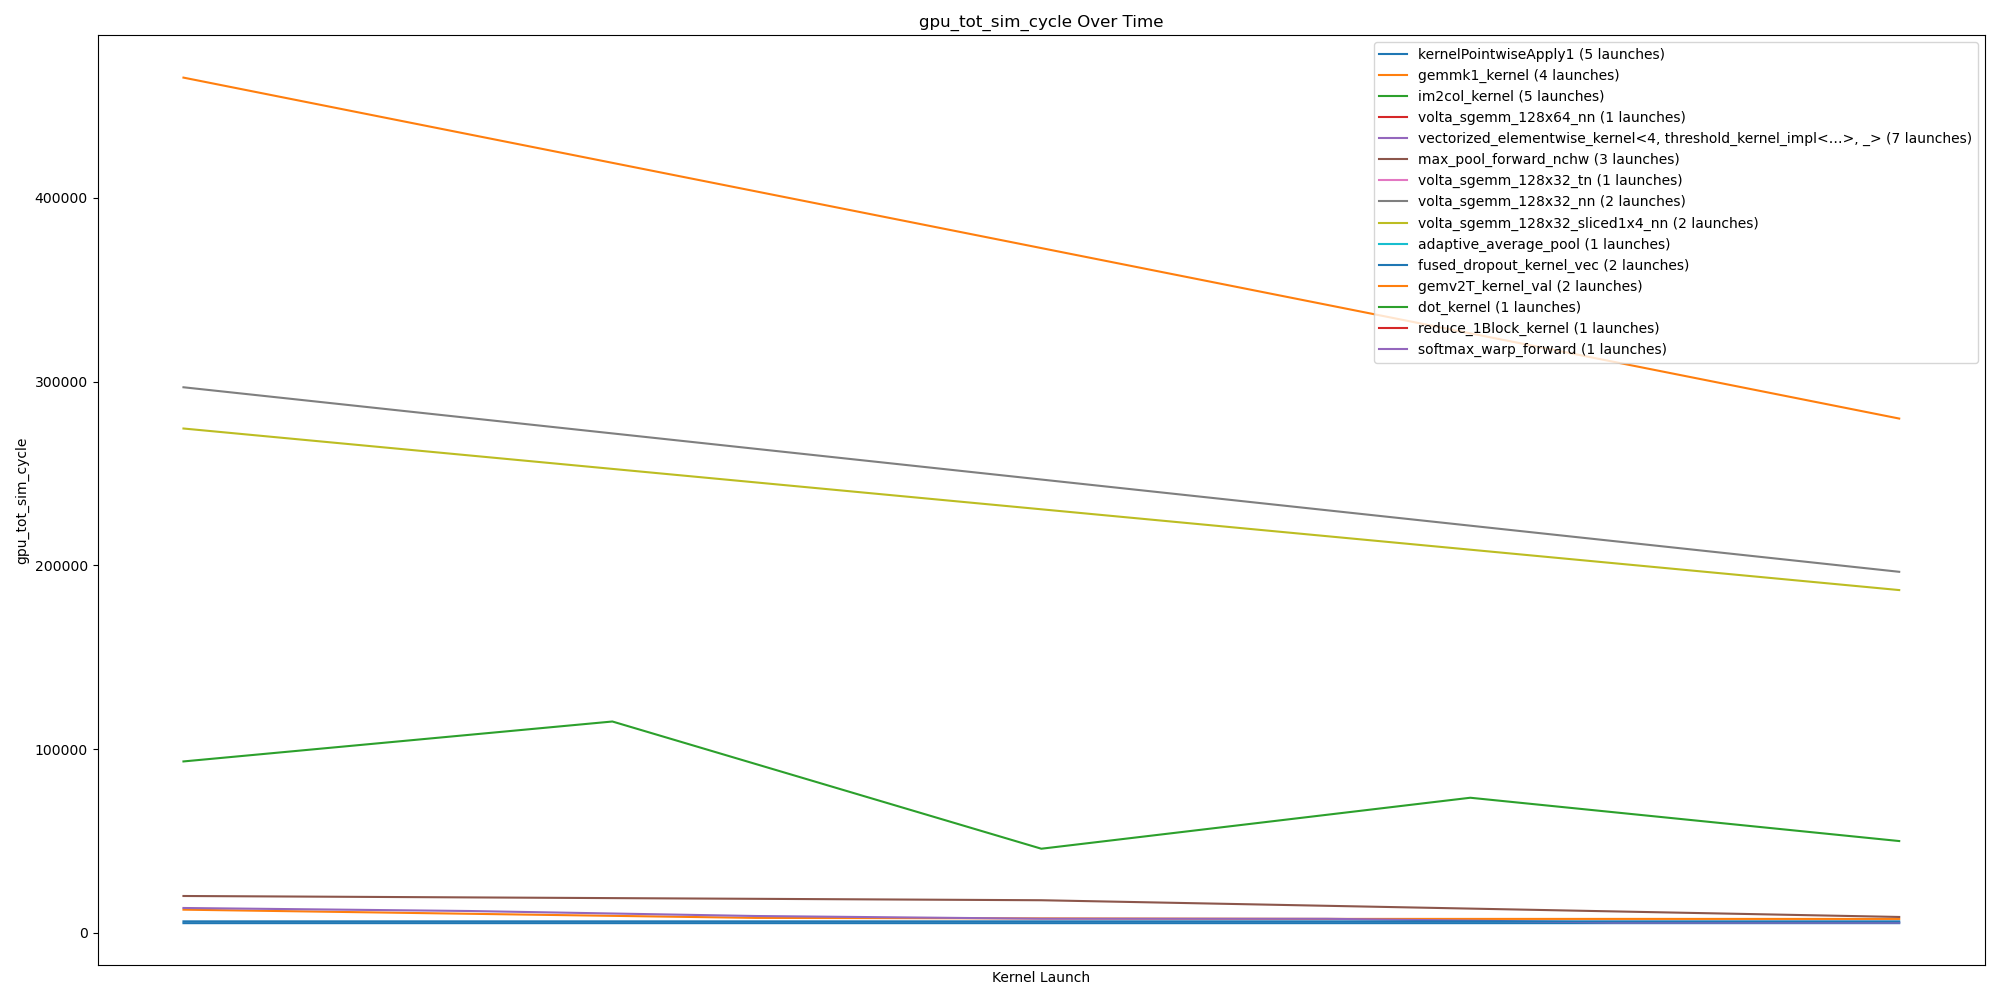 gpu_tot_sim_cycle Over Time
kernelPointwiseApply1 (5 launches)
gemmk1_kernel (4 launches)
im2col_kernel (5 launches)
volta_sgemm_128x64_nn (1 launches)
vectorized_elementwise_kernel<4, threshold_kernel_impl<...>, _> (7 launches)
max_pool_forward_nchw (3 launches)
volta_sgemm_128x32_tn (1 launches)
volta_sgemm_128x32_nn (2 launches)
volta_sgemm_128x32_sliced1x4_nn (2 launches)
adaptive_average_pool (1 launches)
fused_dropout_kernel_vec (2 launches)
gemv2T_kernel_val (2 launches)
dot_kernel (1 launches)
reduce_1Block_kernel (1 launches)
softmax_warp_forward (1 launches)
gpu_tot_sim_cycle
400000
300000
200000
100000
0
Kernel Launch